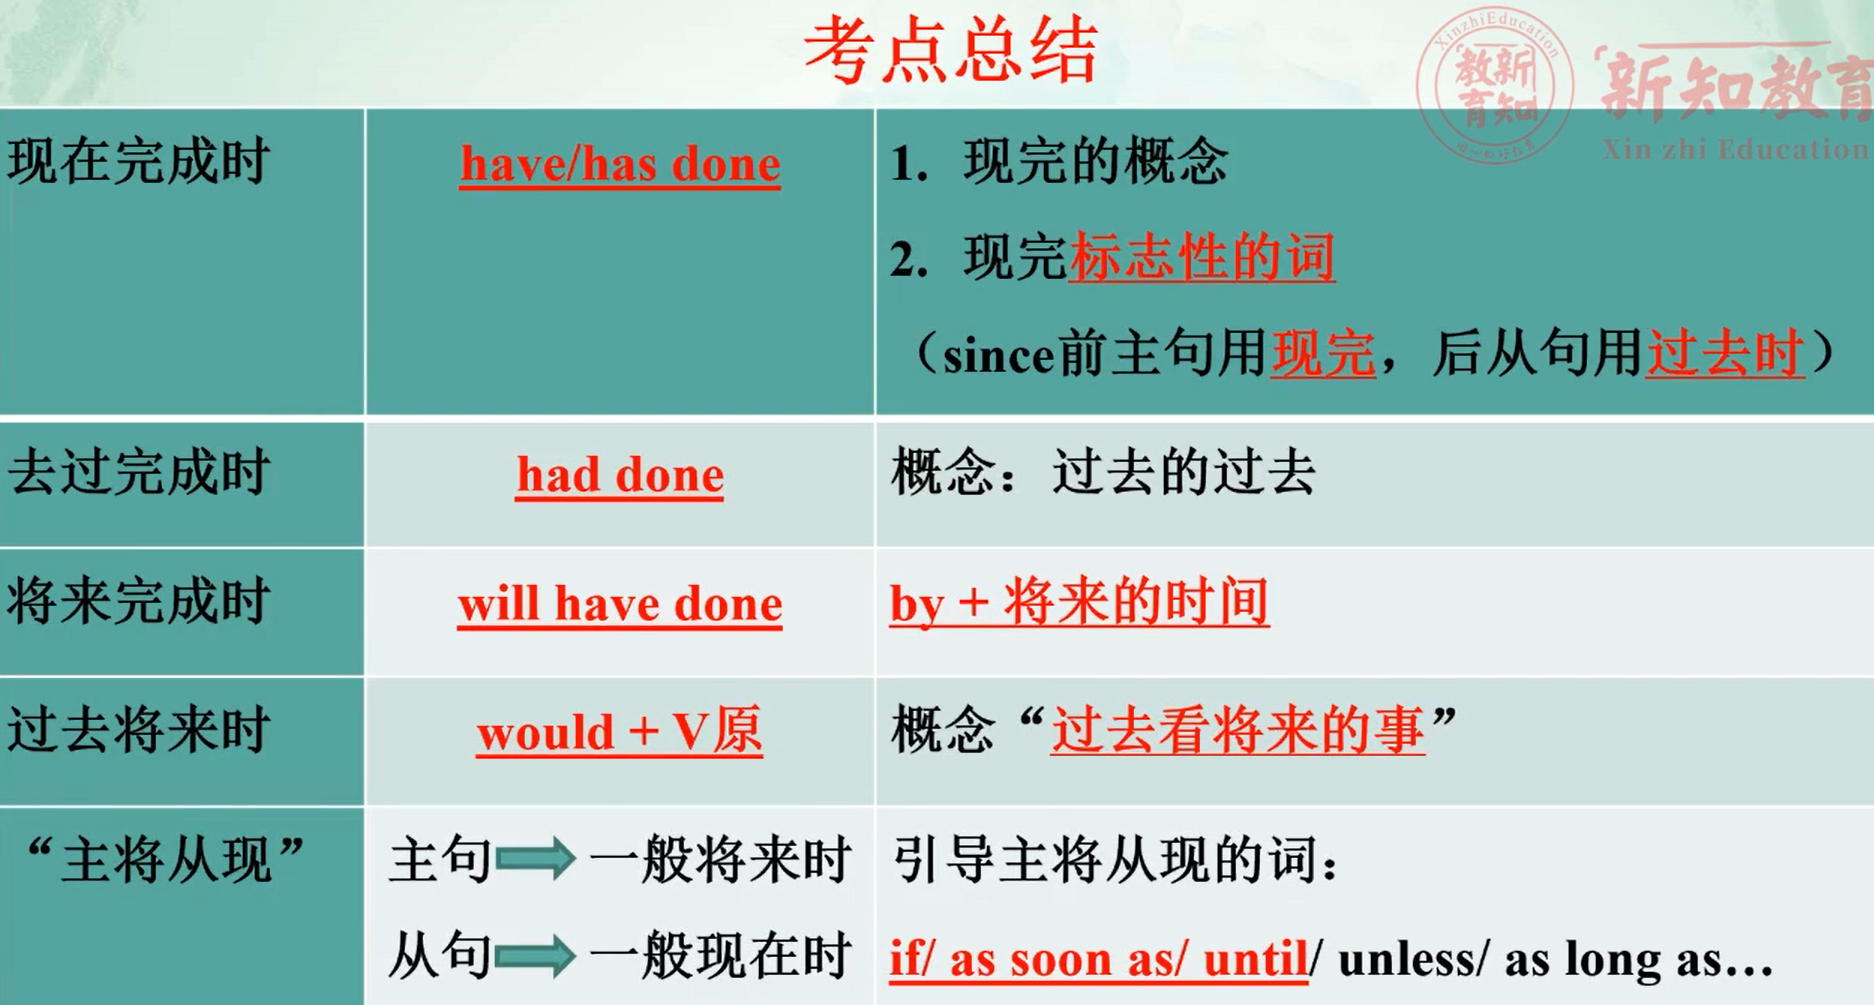 考点总结
XinzhiEducation
教新
育知
新知教育
Xin zhi Education
现在完成时
have/has done
1. 现完的概念
2. 现完标志性的词
（since前主句用现完，后从句用过去时）
去过完成时
had done
概念：过去的过去
将来完成时
will have done
by + 将来的时间
过去将来时
would + V原
概念“过去看将来的事”
“主将从现”
主句 一般将来时
从句 一般现在时
引导主将从现的词：
if/ as soon as/ until/ unless/ as long as…